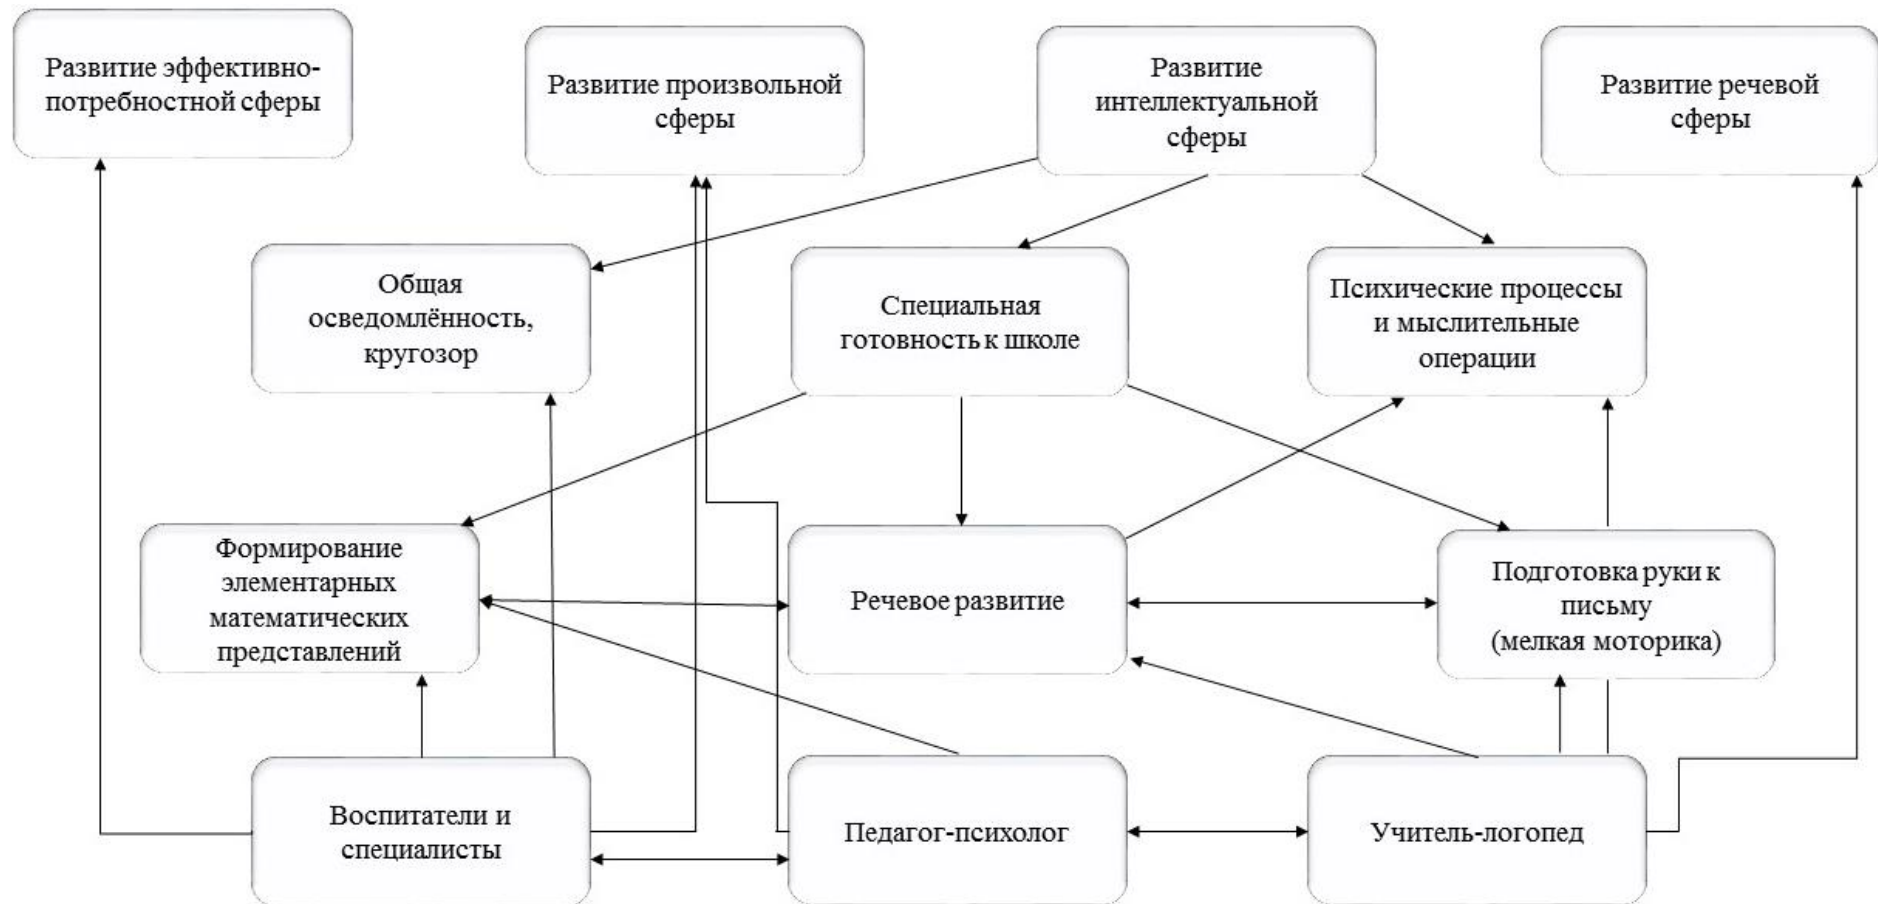 Развитие эффективно-
потребностной сферы
Развитие произвольной
сферы
Развитие
интеллектуальной
сферы
Развитие речевой
сферы
Общая
осведомлённость,
кругозор
Специальная
готовность к школе
Психические процессы
и мыслительные
операции
Формирование
элементарных
математических
представлений
Речевое развитие
Подготовка руки к
письму
(мелкая моторика)
Воспитатели и
специалисты
Педагог-психолог
Учитель-логопед